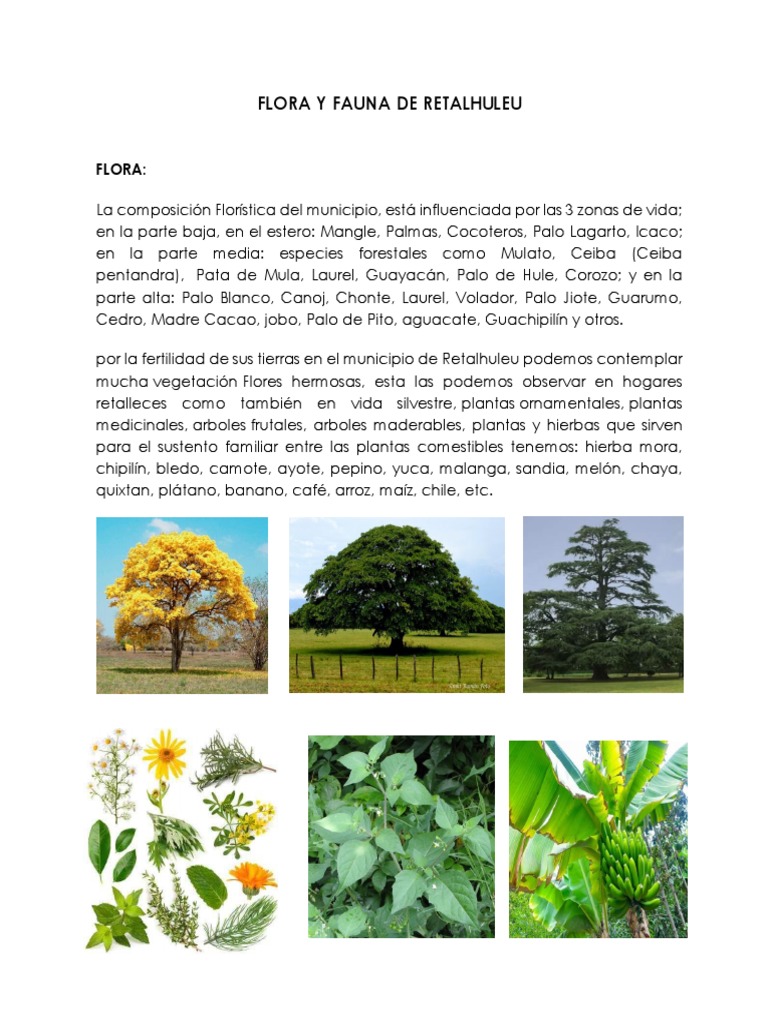 FLORA Y FAUNA DE RETALHULEU
FLORA:
La composición Florística del municipio, está influenciada por las 3 zonas de vida;
en la parte baja, en el estero: Mangle, Palmas, Cocoteros, Palo Lagarto, Icaco;
en la parte media: especies forestales como Mulato, Ceiba (Ceiba
pentandra), Pata de Mula, Laurel, Guayacán, Palo de Hule, Corozo; y en la
parte alta: Palo Blanco, Canoj, Chonte, Laurel, Volador, Palo Jiote, Guarumo,
Cedro, Madre Cacao, jobo, Palo de Pito, aguacate, Guachipilín y otros.
por la fertilidad de sus tierras en el municipio de Retalhuleu podemos contemplar
mucha vegetación Flores hermosas, esta las podemos observar en hogares
retalleces como también en vida silvestre, plantas ornamentales, plantas
medicinales, arboles frutales, arboles maderables, plantas y hierbas que sirven
para el sustento familiar entre las plantas comestibles tenemos: hierba mora,
chipilín, bledo, camote, ayote, pepino, yuca, malanga, sandia, melón, chaya,
quixtan, plátano, banano, café, arroz, maíz, chile, etc.